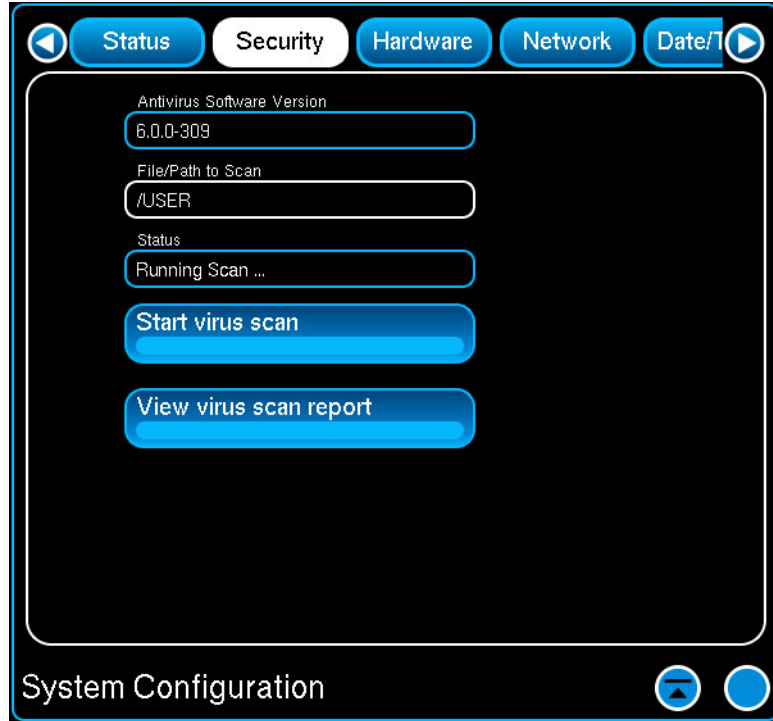 Status Security Hardware Network Date/T
Antivirus Software Version
6.0.0-309
File/Path to Scan
/USER
Status
Running Scan ...
Start virus scan
View virus scan report
System Configuration